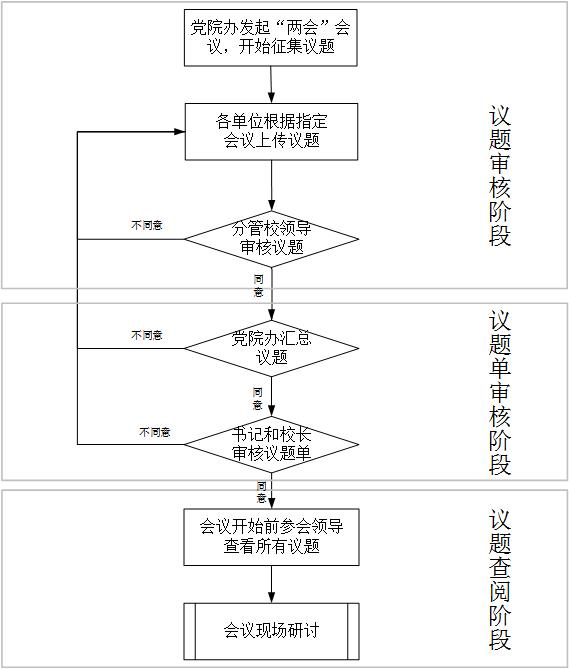 党院办发起“两会”会
议，开始征集议题
各单位根据指定
会议上传议题
议题审核阶段
不同意
分管校领导
审核议题
同意
不同意
党院办汇总
议题
议题单审核阶段
同意
不同意
书记和校长
审核议题单
同意
会议开始前参会领导
查看所有议题
议题查阅阶段
会议现场研讨